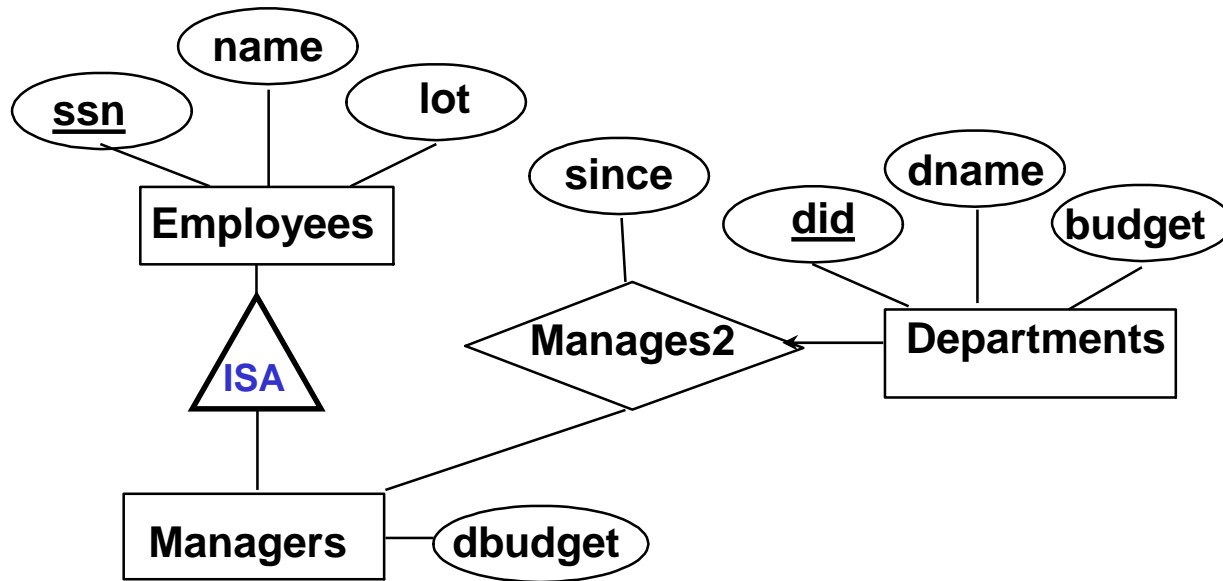 name
ssn
lot
Employees
since
dname
did
budget
Manages2
Departments
ISA
Managers
dbudget